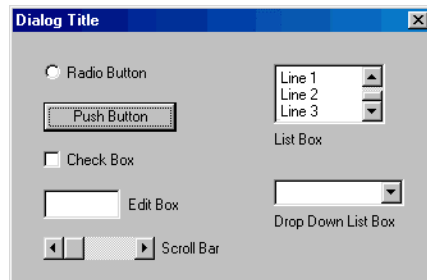 Dialog Title
Radio Button
Push Button
Check Box
Edit Box
Scroll Bar
Line 1
Line 2
Line 3
List Box
Drop Down List Box